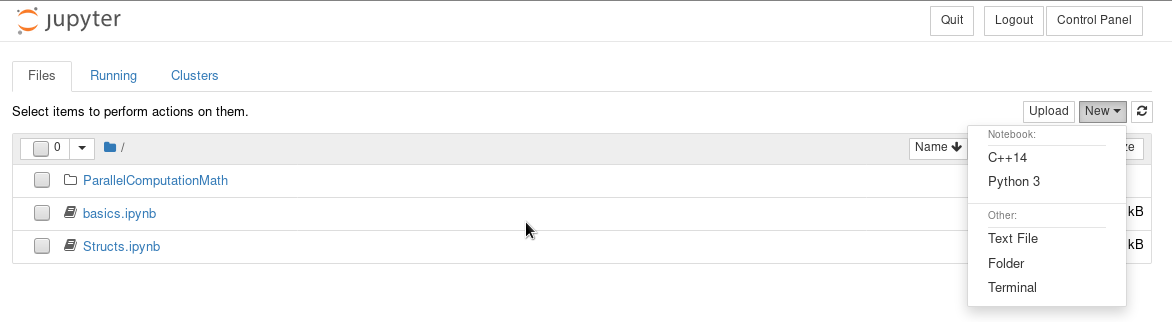 jupyter
Quit Logout Control Panel
Files Running Clusters
Select items to perform actions on them.
Upload New
0 / Name ze
Notebook:
C++14
ParallelComputationMath
Python 3
basics.ipynb kB
Other:
Text File
Structs.ipynb kB
Folder
Terminal